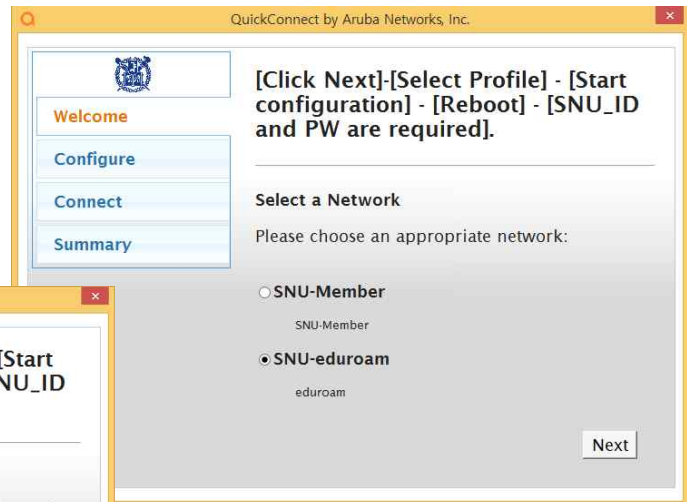 QuickConnect by Aruba Networks, Inc.
[Click Next]-[Select Profile] - [Start
configuration] - [Reboot] - [SNU_ID
and PW are required].
Welcome
Configure
Connect
Summary
Select a Network
Please choose an appropriate network:
SNU-Member
SNU-Member
SNU-eduroam
eduroam
Next
[Start
NU_ID